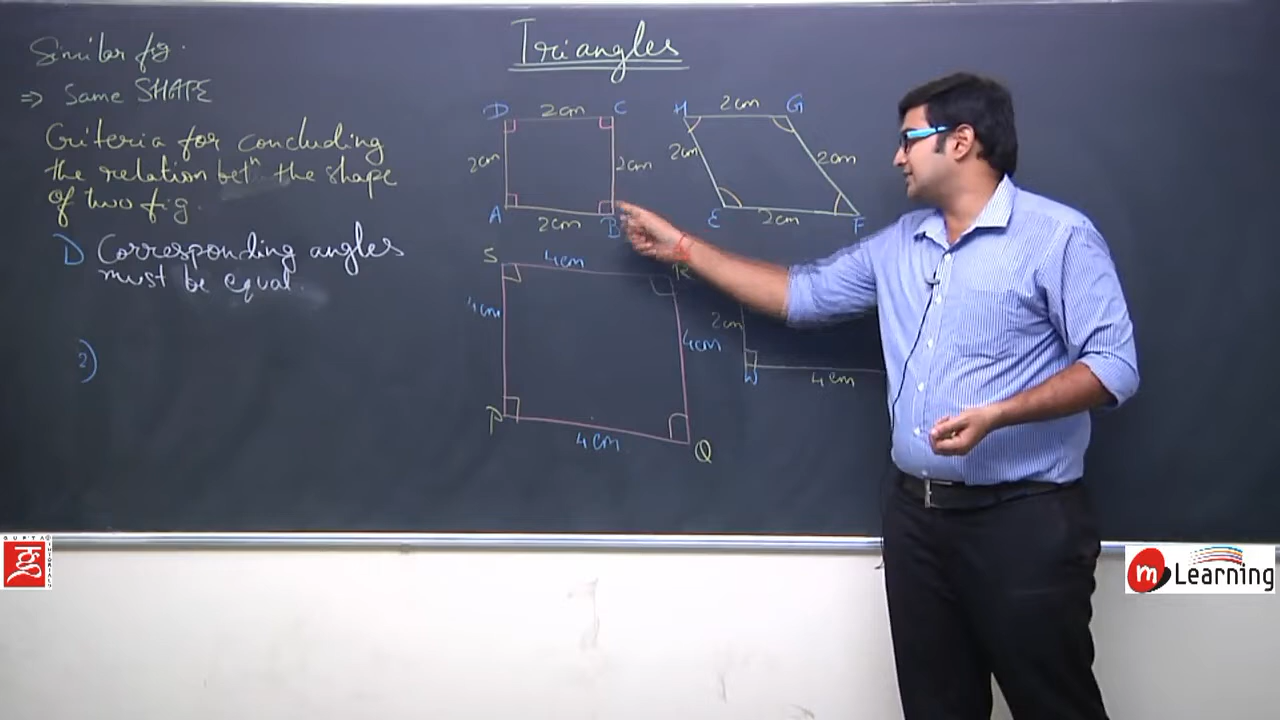 Similar fig.
Triangles
⇒ Same SHAPE
Criteria for concluding
the relation betⁿ the shape
of two fig.
1) Corresponding angles
must be equal.
2)
D 2cm C
2cm 2cm
A 2cm B
H 2cm G
2cm 2cm
E 2cm F
S 4cm R
4cm 4cm
P 4cm Q
2cm
W 4cm
GUPTA TUTORIALS
m Learning